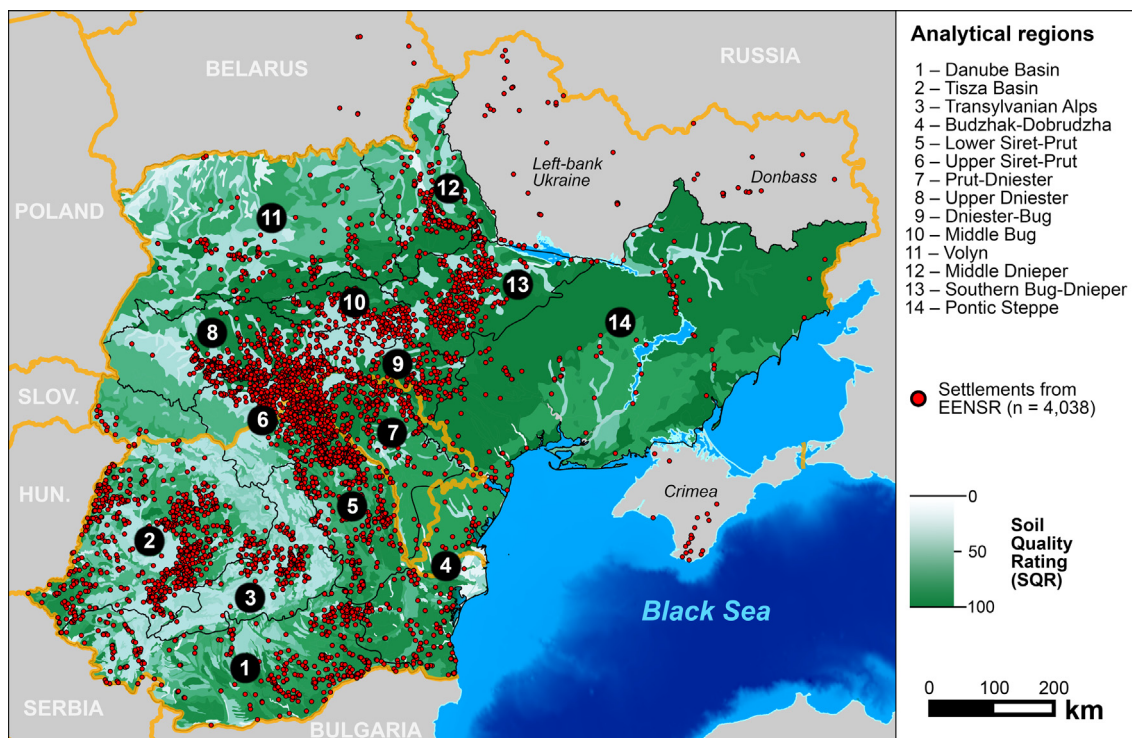 BELARUS
RUSSIA
POLAND
Left-bank
Ukraine
Donbass
12
11
13
10
14
8
9
SLOV.
6
7
HUN.
Crimea
5
2
4
3
Black Sea
1
SERBIA
BULGARIA
Analytical regions
1 – Danube Basin
2 – Tisza Basin
3 – Transylvanian Alps
4 – Budzhak-Dobrudzha
5 – Lower Siret-Prut
6 – Upper Siret-Prut
7 – Prut-Dniester
8 – Upper Dniester
9 – Dniester-Bug
10 – Middle Bug
11 – Volyn
12 – Middle Dnieper
13 – Southern Bug-Dnieper
14 – Pontic Steppe
Settlements from
EENSR (n = 4,038)
0
50
100
Soil
Quality
Rating
(SQR)
0 100 200
km